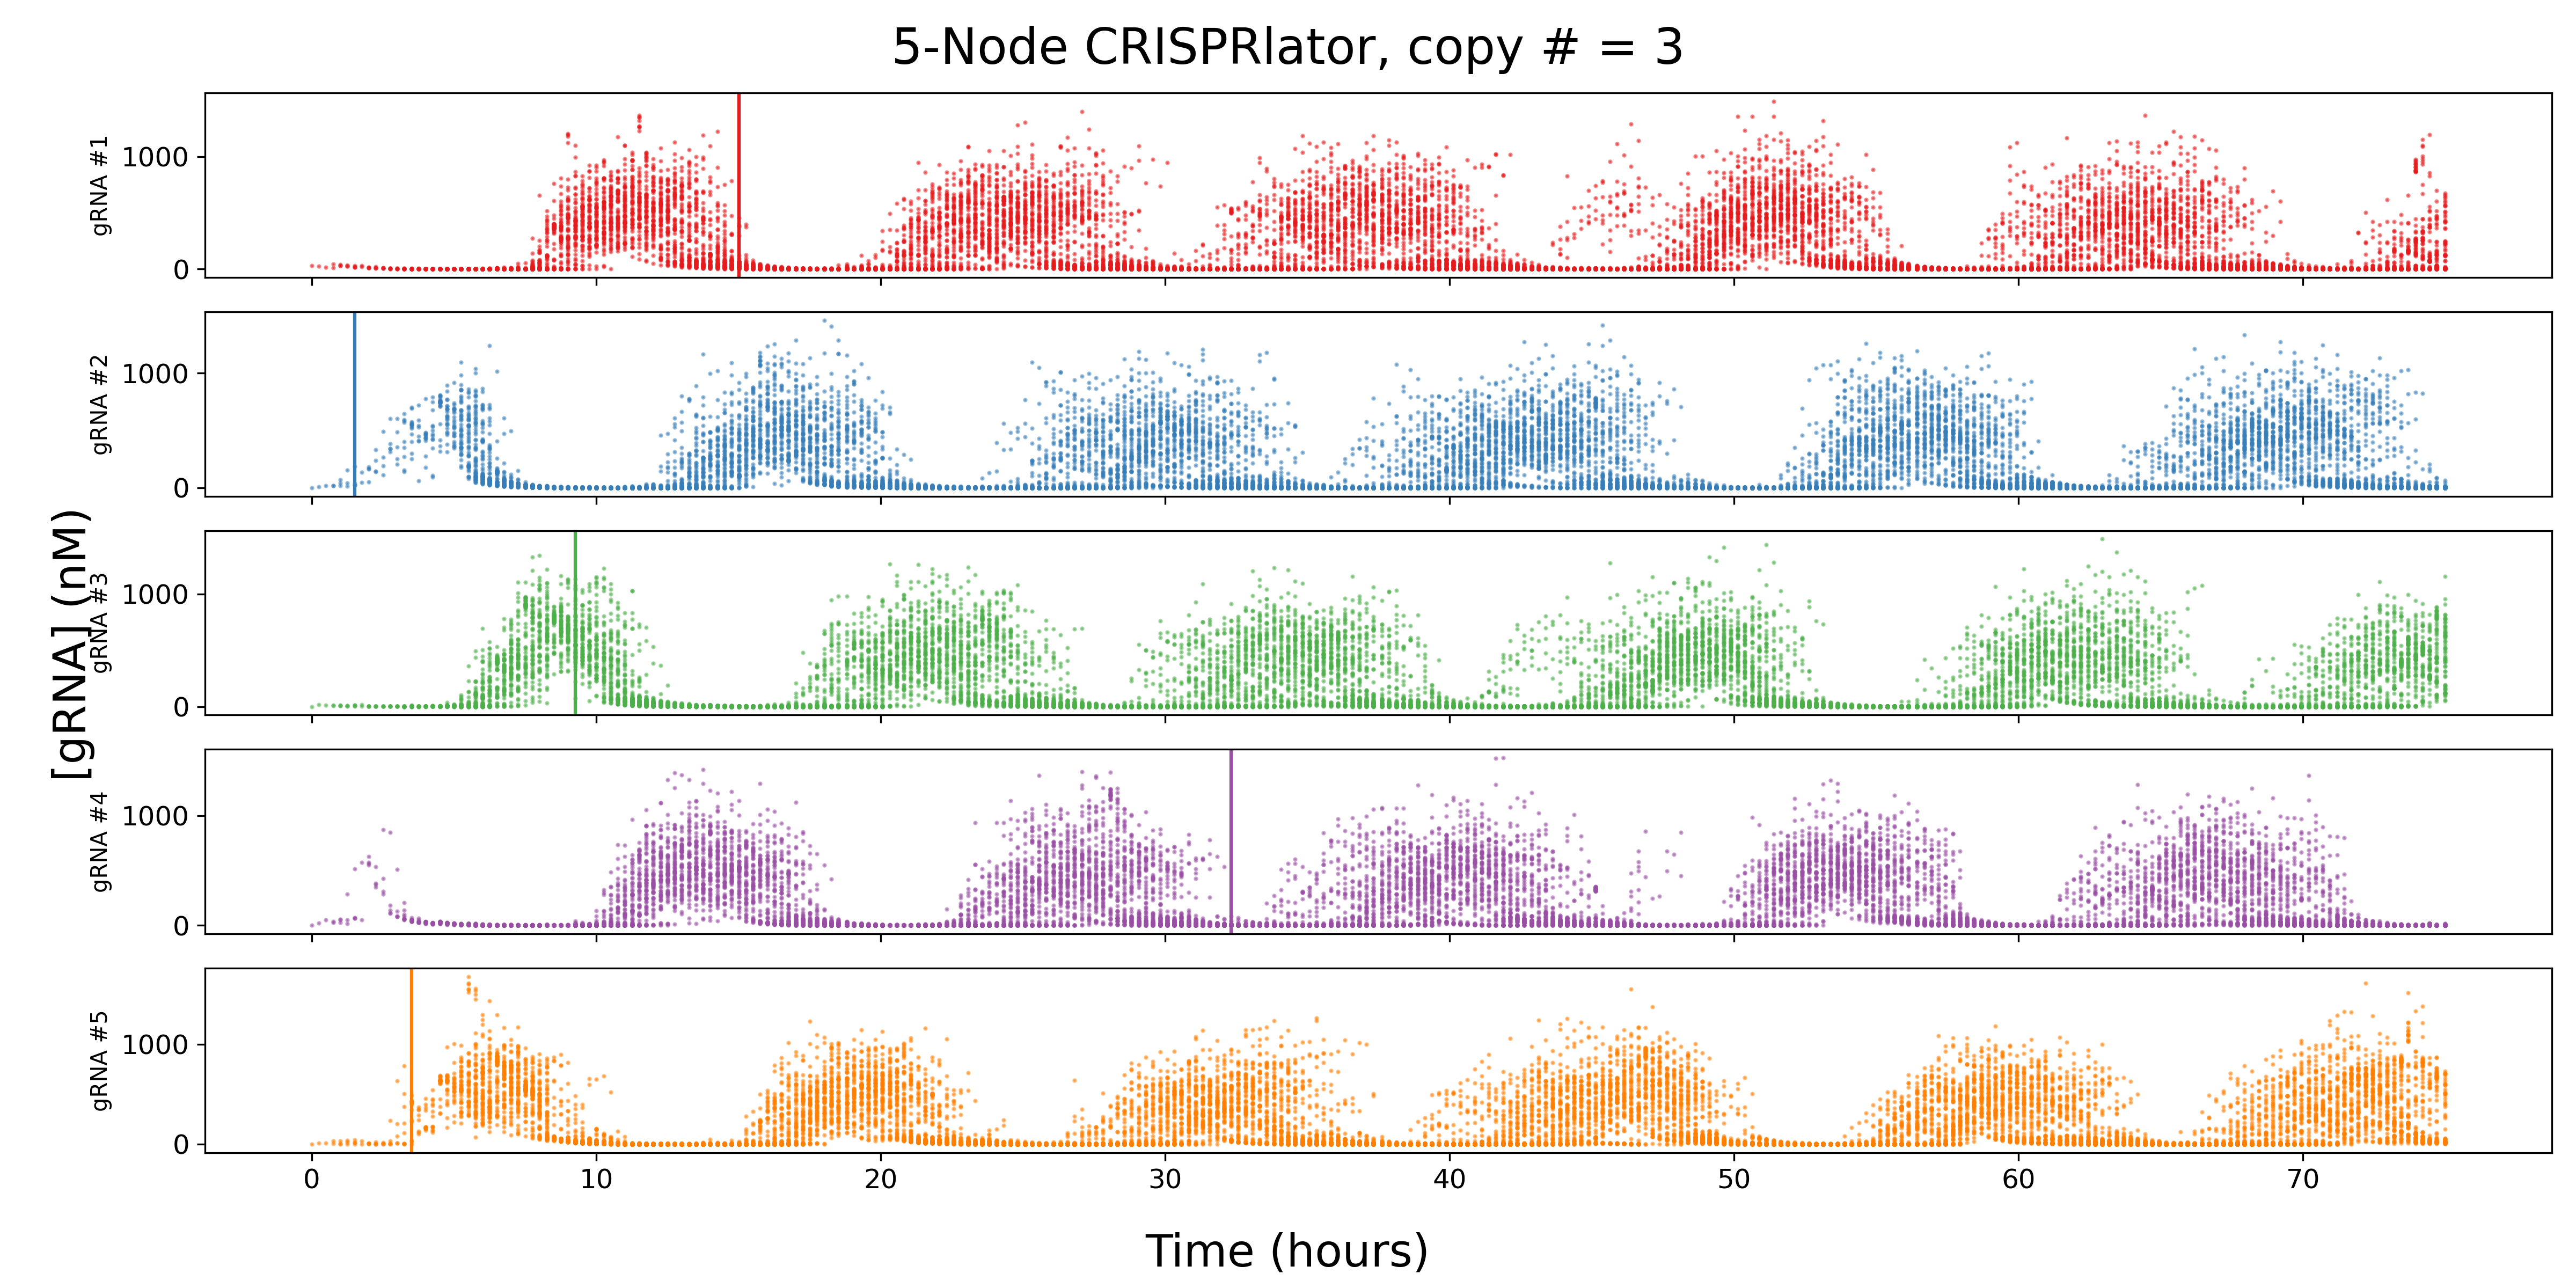 5-Node CRISPRlator, copy # = 3
[gRNA] (nM)
gRNA #1
1000
0
gRNA #2
1000
0
gRNA #3
1000
0
gRNA #4
1000
0
gRNA #5
1000
0
0 10 20 30 40 50 60 70
Time (hours)